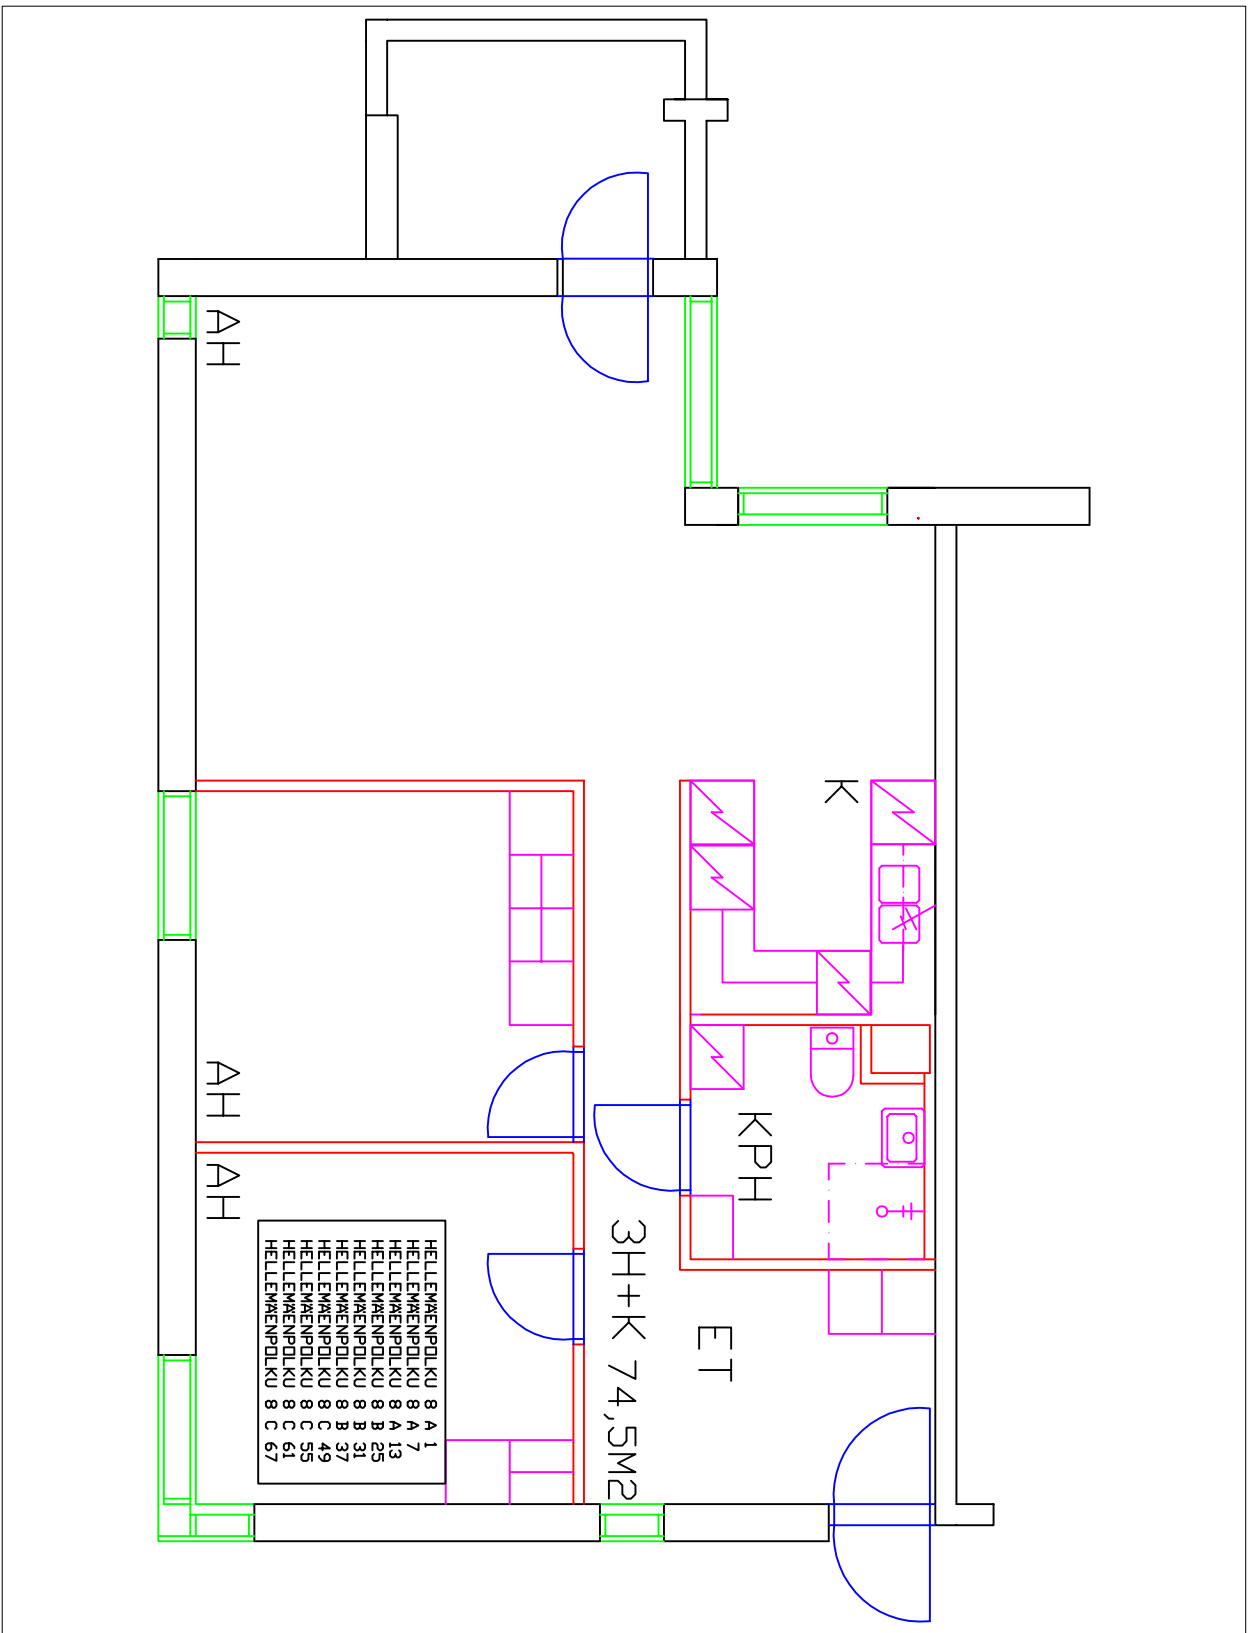 AH
K
AH
KPH
AH
3H+K 74,5M2
ET
HELLEMÄENPOLKU 8 A 1
HELLEMÄENPOLKU 8 A 7
HELLEMÄENPOLKU 8 A 13
HELLEMÄENPOLKU 8 B 25
HELLEMÄENPOLKU 8 B 31
HELLEMÄENPOLKU 8 B 37
HELLEMÄENPOLKU 8 C 49
HELLEMÄENPOLKU 8 C 55
HELLEMÄENPOLKU 8 C 61
HELLEMÄENPOLKU 8 C 67